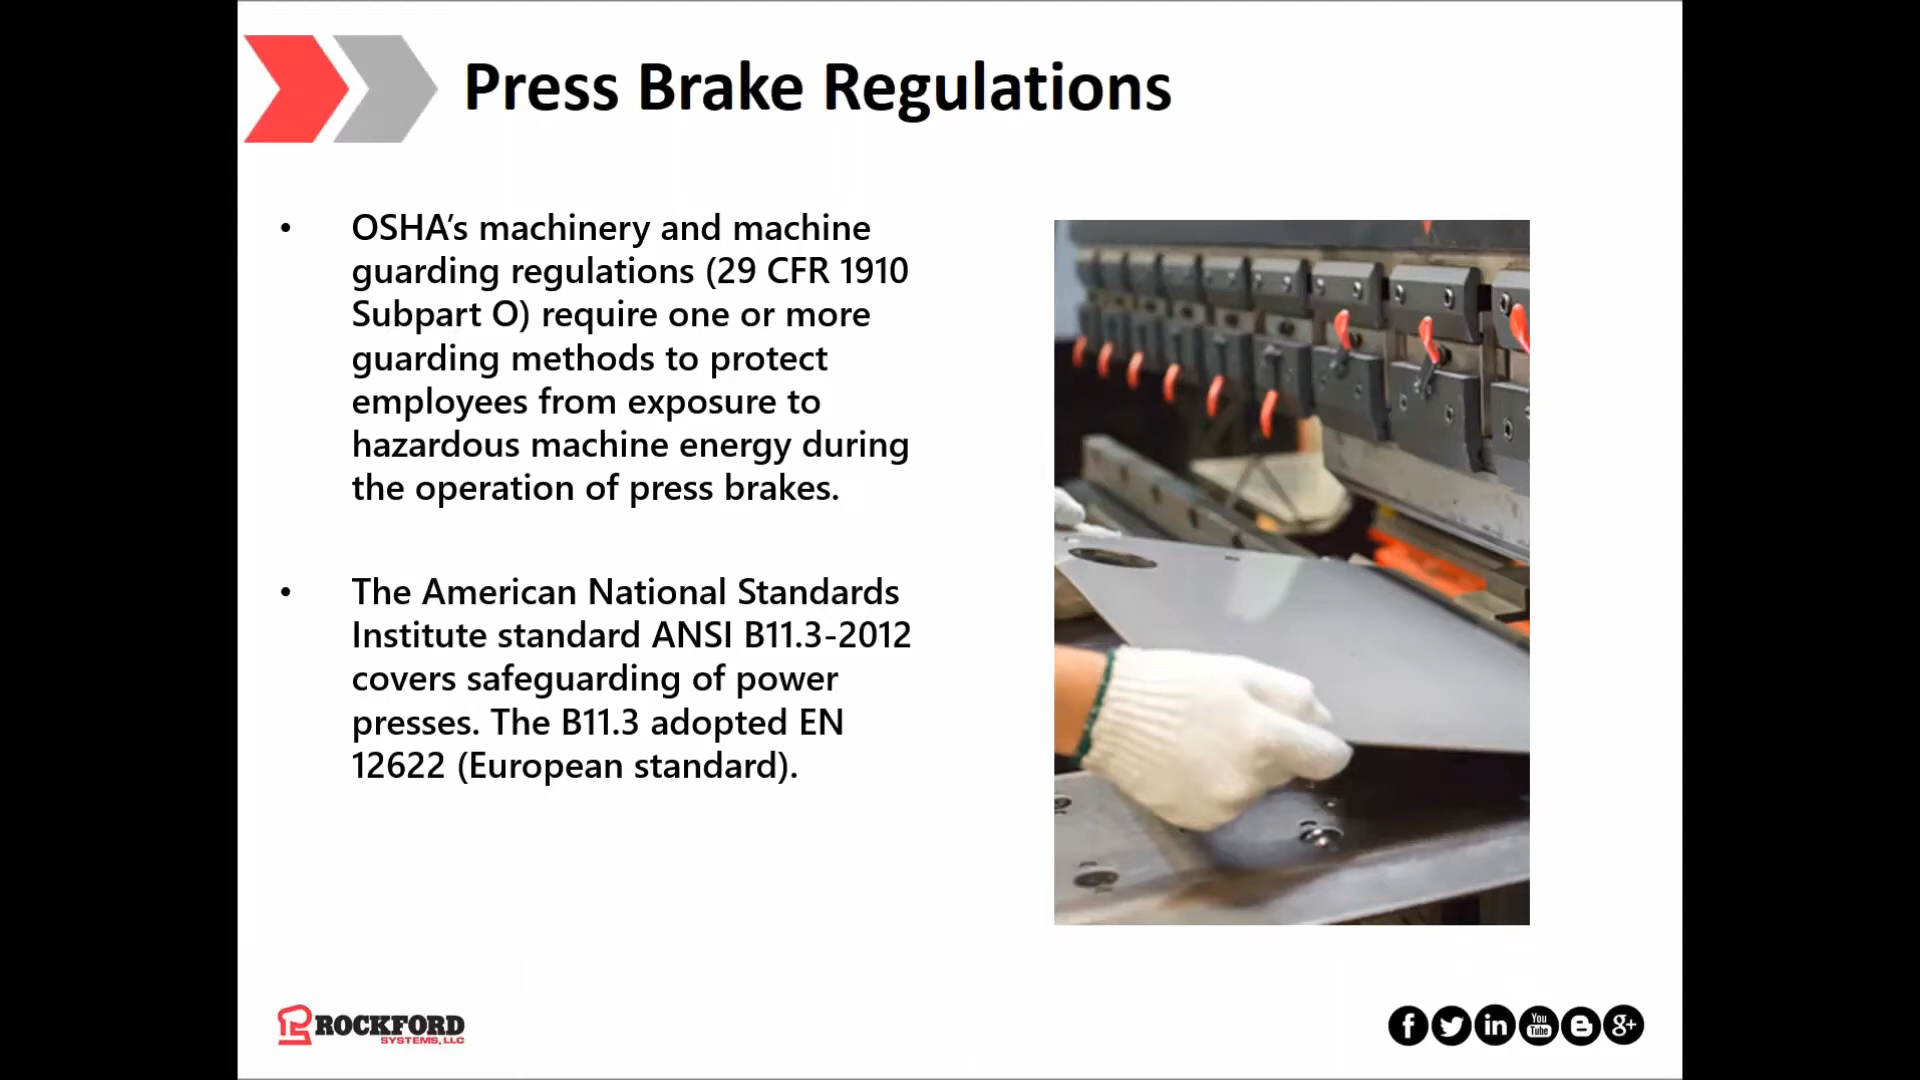 Press Brake Regulations
• OSHA’s machinery and machine
guarding regulations (29 CFR 1910
Subpart O) require one or more
guarding methods to protect
employees from exposure to
hazardous machine energy during
the operation of press brakes.
• The American National Standards
Institute standard ANSI B11.3-2012
covers safeguarding of power
presses. The B11.3 adopted EN
12622 (European standard).
ROCKFORD
SYSTEMS, LLC
You
Tube